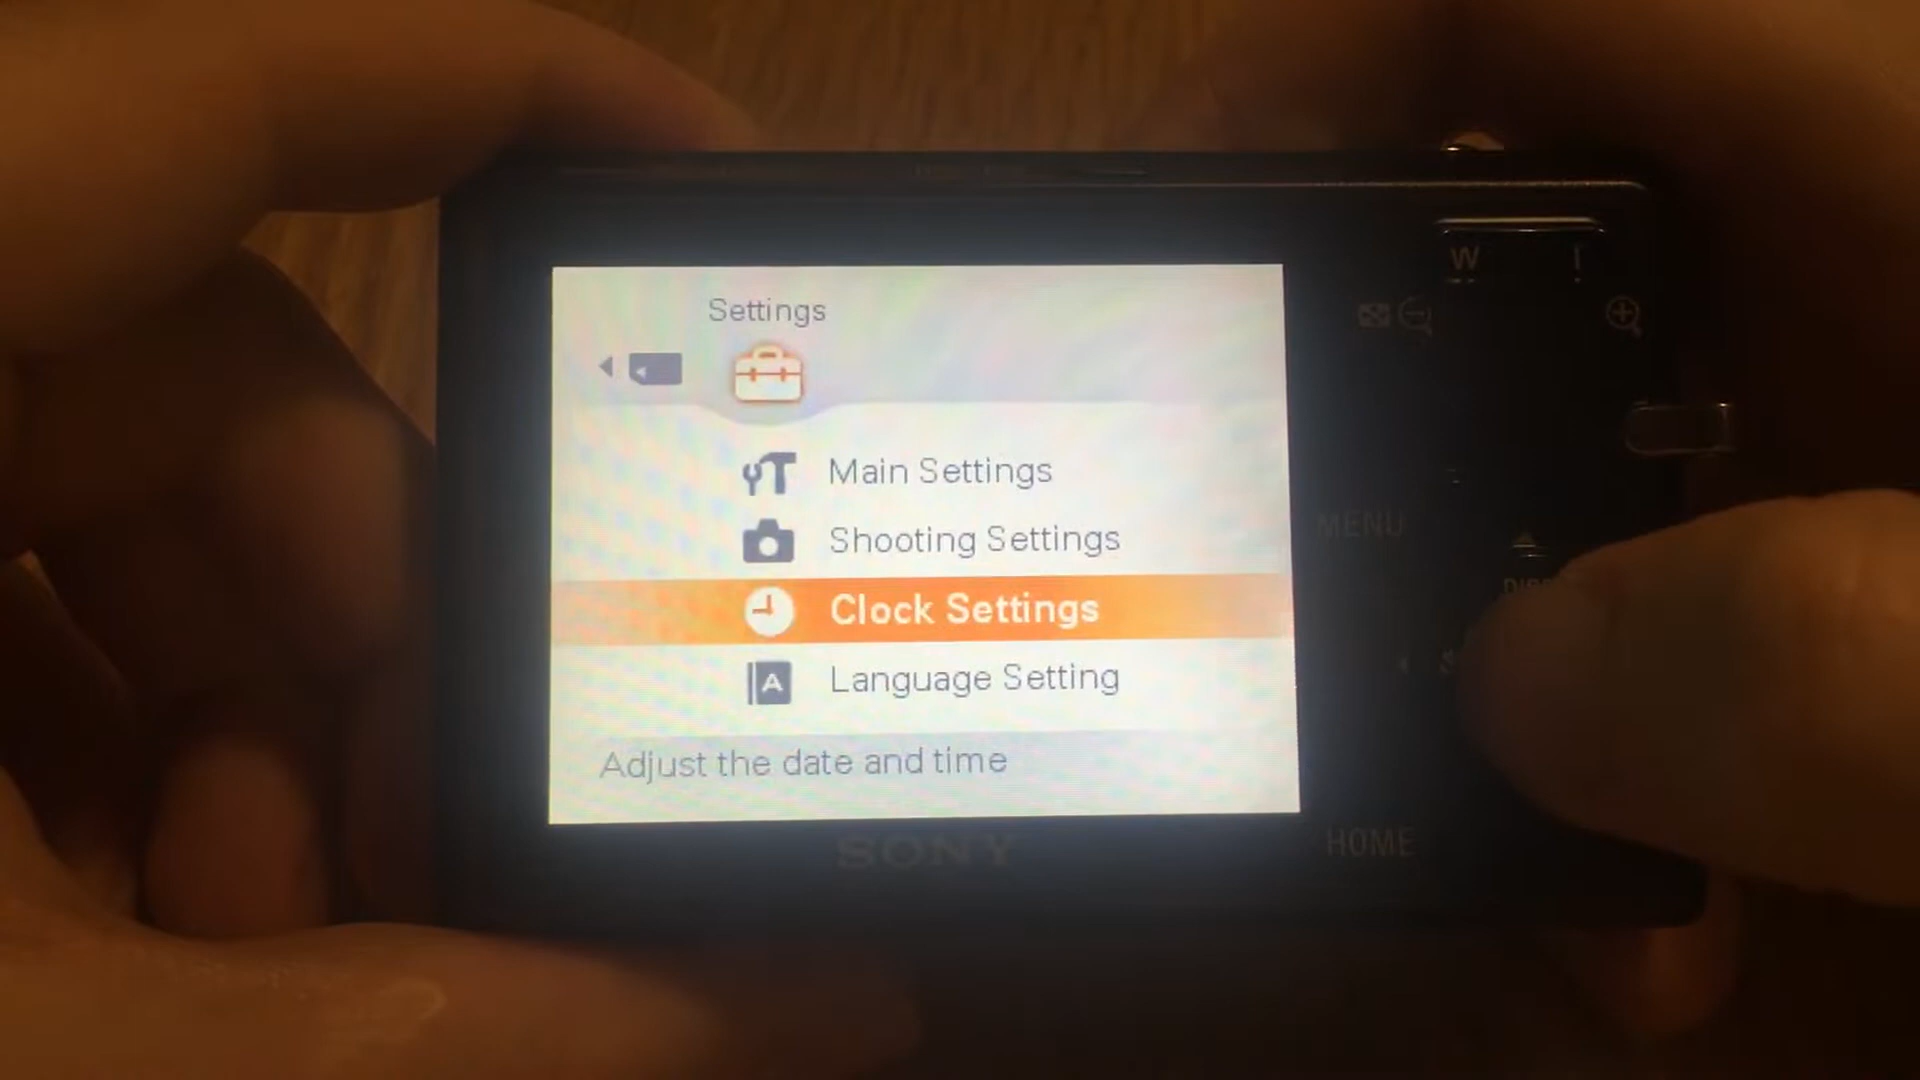 Settings
W T
Main Settings
Shooting Settings
MENU
Clock Settings
A Language Setting
Adjust the date and time
SONY
HOME